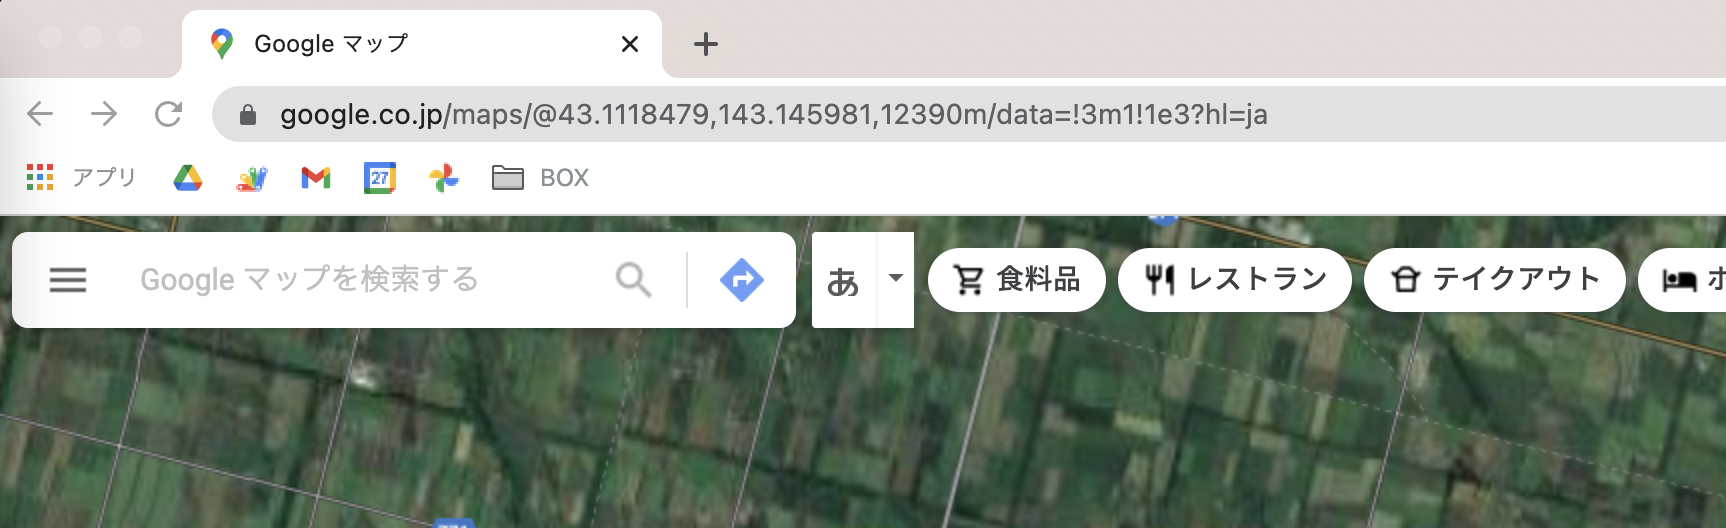 Google マップ
google.co.jp/maps/@43.1118479,143.145981,12390m/data=!3m1!1e3?hl=ja
アプリ 27 BOX
Google マップを検索する あ 食料品 レストラン テイクアウト ホ